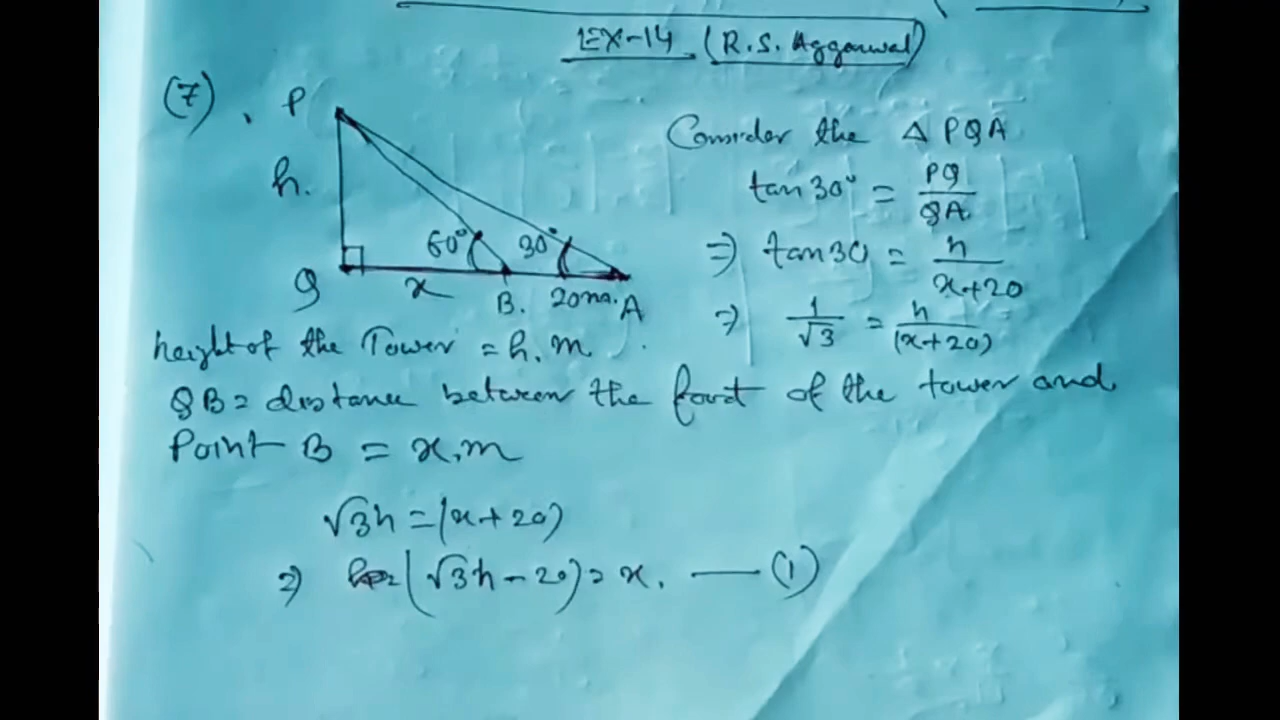 EX-14 (R.S. Aggarwal)
(7).
P
h.
60° 30°
Q x B. 20m. A
Consider the △ PQA
tan 30° = PQ/QA
⇒ tan 30 = h/x+20
⇒ 1/√3 = h/(x+20)
height of the Tower = h.m
QB = distance between the foot of the tower and
Point B = x.m
√3h = (x+20)
⇒ (√3h - 20) = x. — (1)